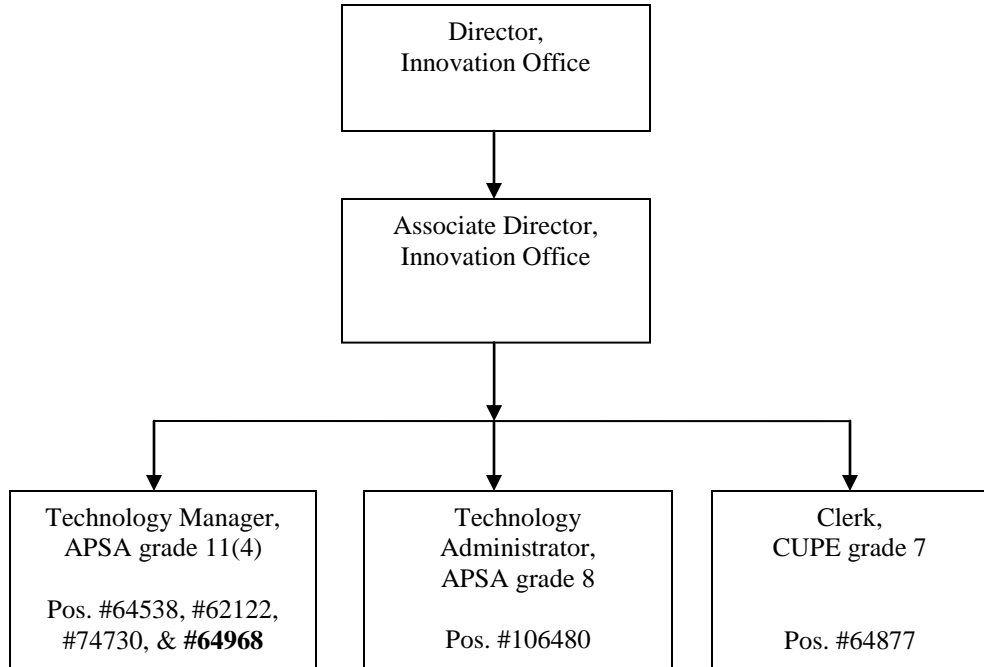 Director,
Innovation Office
Associate Director,
Innovation Office
Technology Manager,
APSA grade 11(4)
Pos. #64538, #62122,
#74730, & #64968
Technology
Administrator,
APSA grade 8
Pos. #106480
Clerk,
CUPE grade 7
Pos. #64877